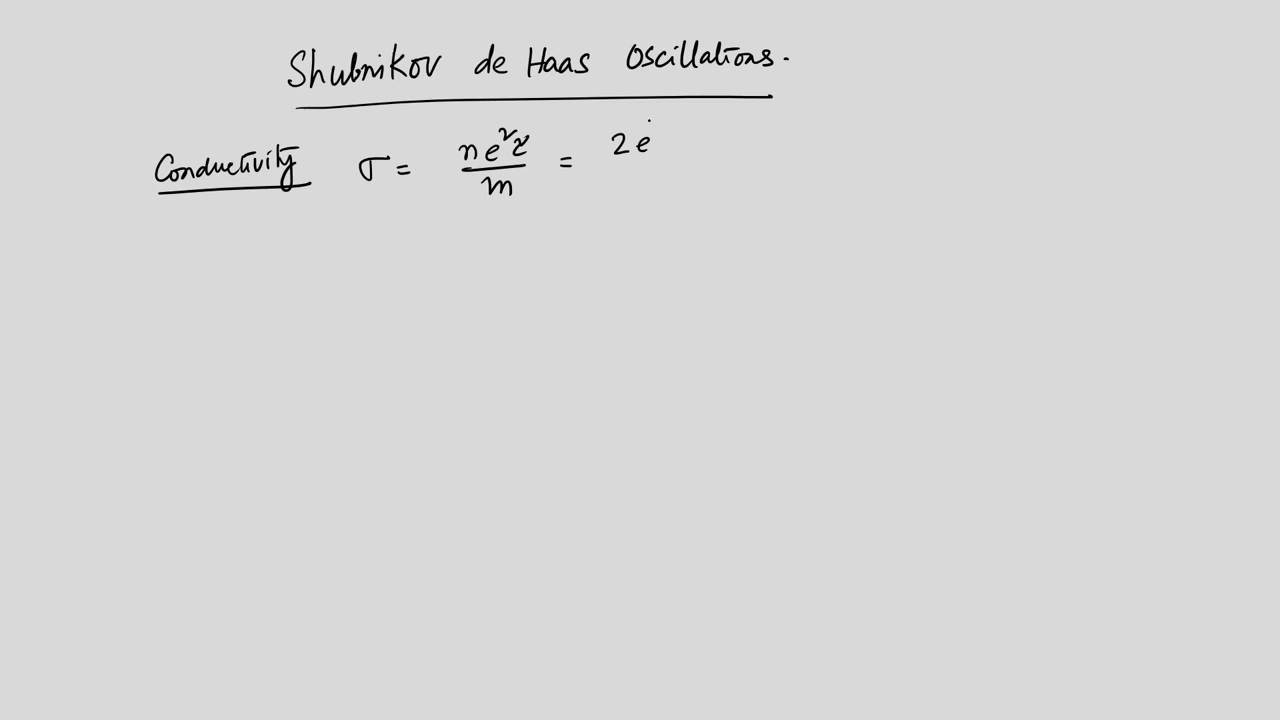 Shubnikov de Haas Oscillations.
Conductivity σ = ne²τ/m = 2e